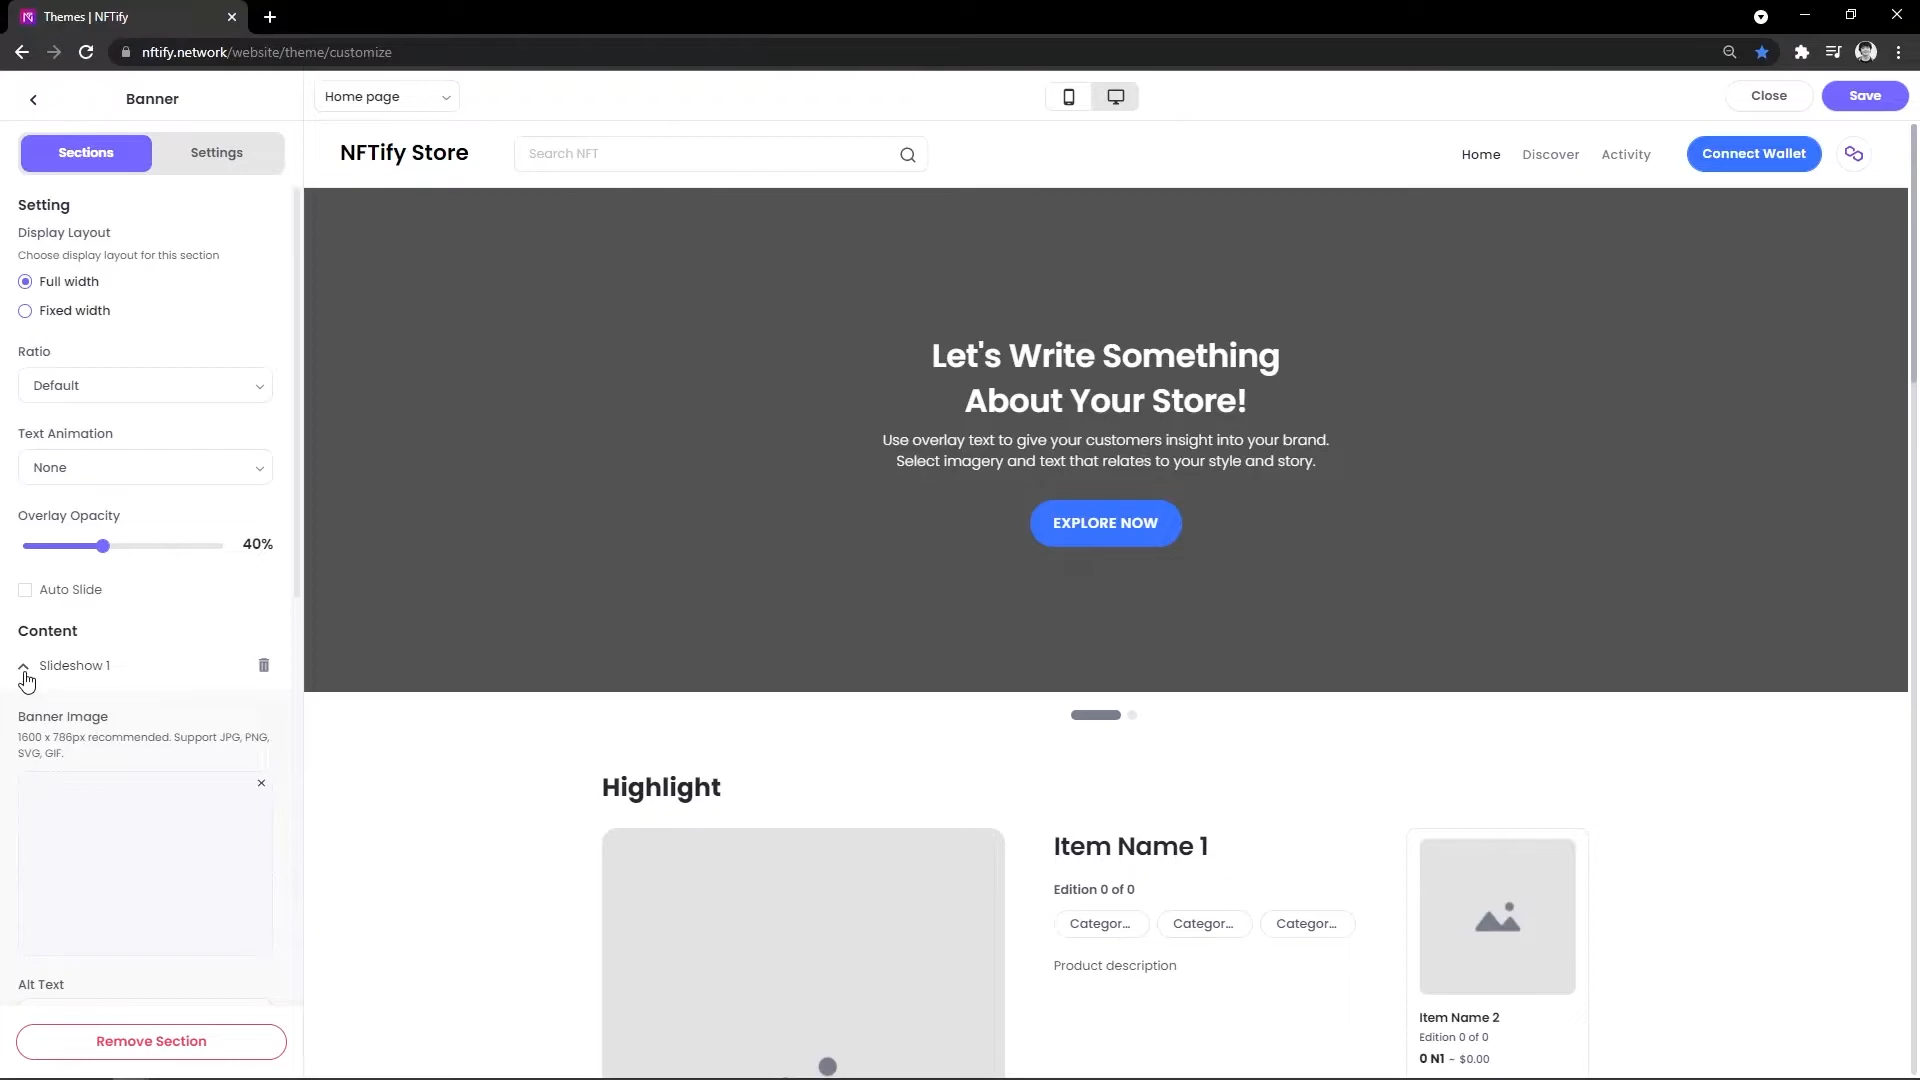 Themes | NFTify
nftify.network/website/theme/customize
Banner
Home page
Close
Save
Sections
Settings
NFTify Store
Search NFT
Home
Discover
Activity
Connect Wallet
Setting
Display Layout
Choose display layout for this section
Full width
Fixed width
Ratio
Default
Text Animation
None
Overlay Opacity
40%
Auto Slide
Content
Slideshow 1
Banner Image
1600 x 786px recommended. Support JPG, PNG,
SVG, GIF.
Alt Text
Remove Section
Let's Write Something
About Your Store!
Use overlay text to give your customers insight into your brand.
Select imagery and text that relates to your style and story.
EXPLORE NOW
Highlight
Item Name 1
Edition 0 of 0
Categor...
Categor...
Categor...
Product description
Item Name 2
Edition 0 of 0
0 N1 ~ $0.00